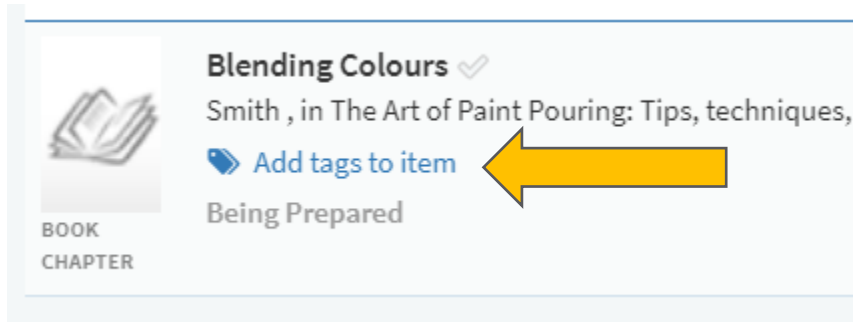 Blending Colours
Smith , in The Art of Paint Pouring: Tips, techniques,
Add tags to item
Being Prepared
BOOK
CHAPTER